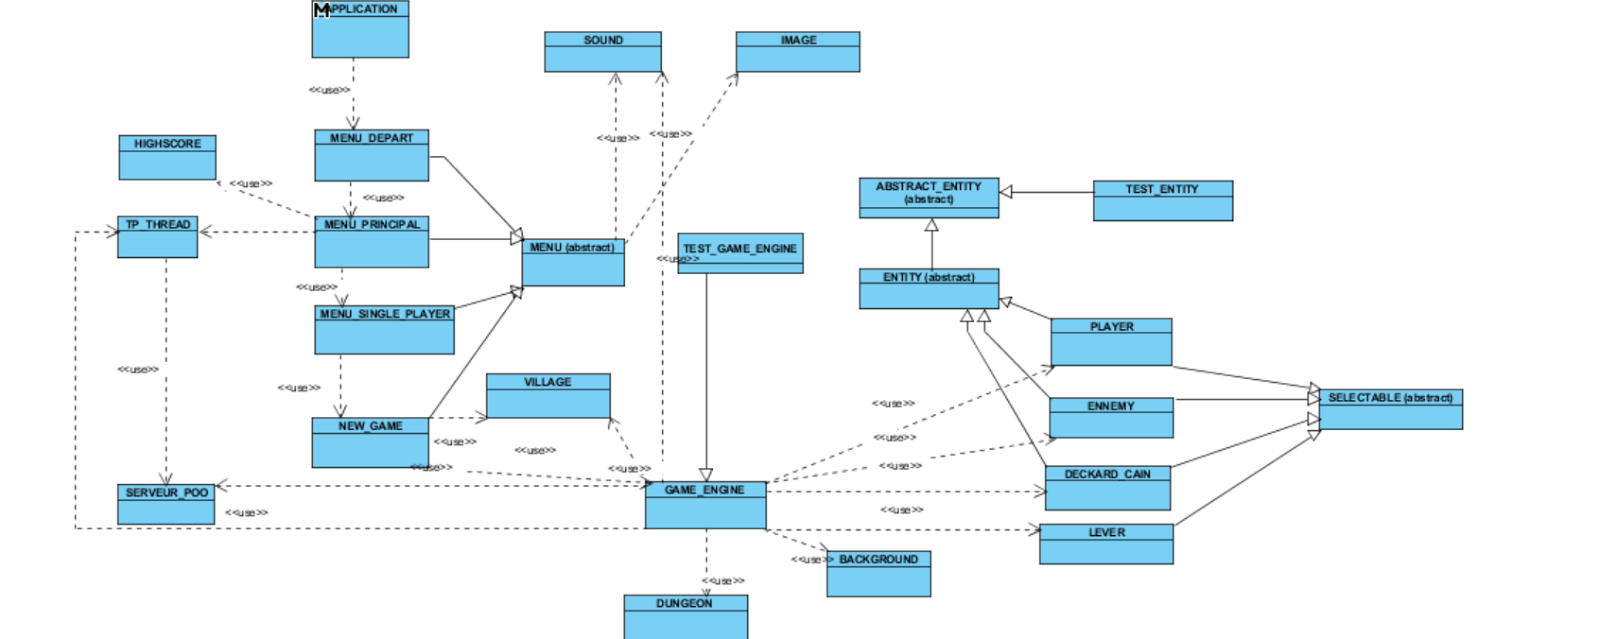 MAPPLICATION
SOUND
IMAGE
<<use>>
HIGHSCORE
MENU_DEPART
<<use>>
<<use>>
<<use>>
<<use>>
ABSTRACT_ENTITY
(abstract)
TEST_ENTITY
TP_THREAD
MENU_PRINCIPAL
MENU (abstract)
TEST_GAME_ENGINE
<<use>>
ENTITY (abstract)
<<use>>
MENU_SINGLE_PLAYER
PLAYER
<<use>>
<<use>>
VILLAGE
SELECTABLE (abstract)
<<use>>
ENNEMY
NEW_GAME
<<use>>
<<use>>
<<use>>
<<use>>
<<use>>
<<use>>
DECKARD_CAIN
SERVEUR_POO
GAME_ENGINE
<<use>>
<<use>>
LEVER
<<use>>
BACKGROUND
<<use>>
DUNGEON